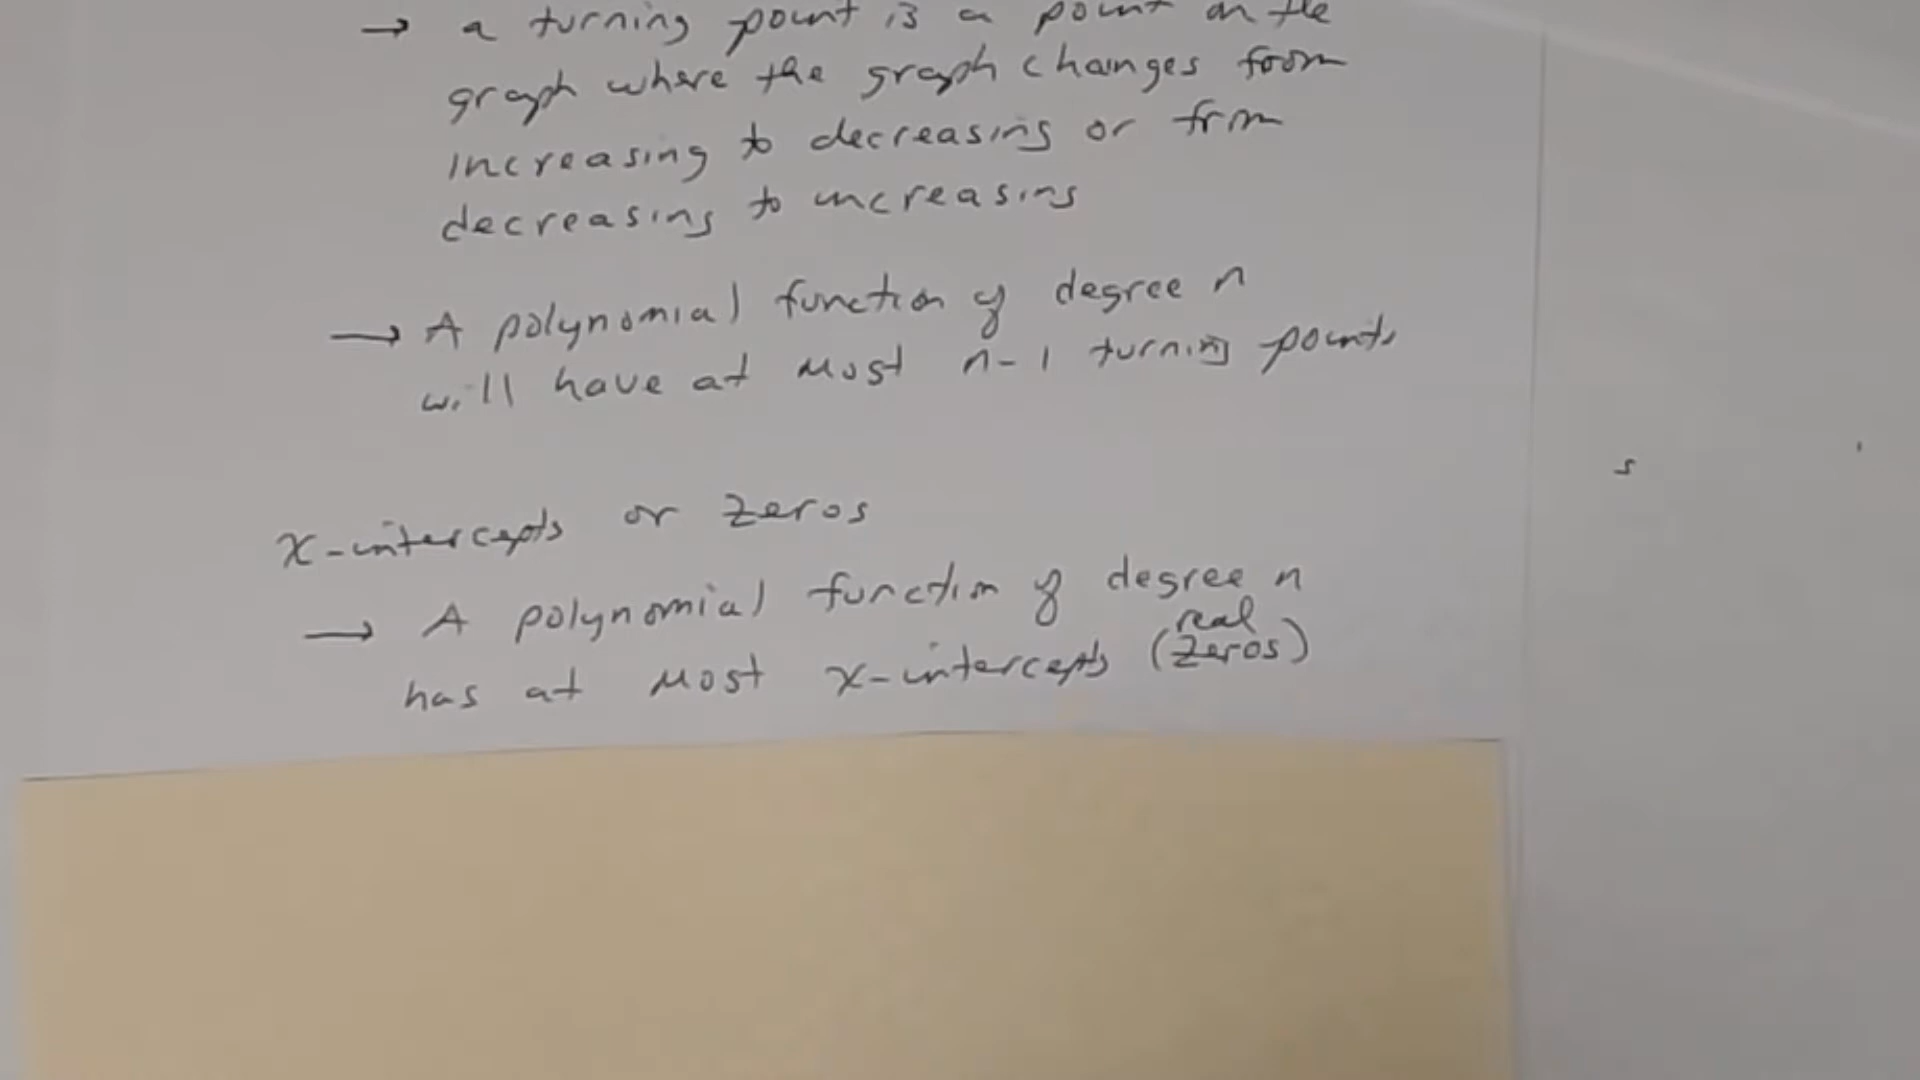 → a turning point is a point on the
graph where the graph changes from
increasing to decreasing or from
decreasing to increasing
→ A polynomial function of degree n
will have at most n-1 turning points
s
x-intercepts or zeros
→ A polynomial function of degree n
real
has at most x-intercepts (zeros)